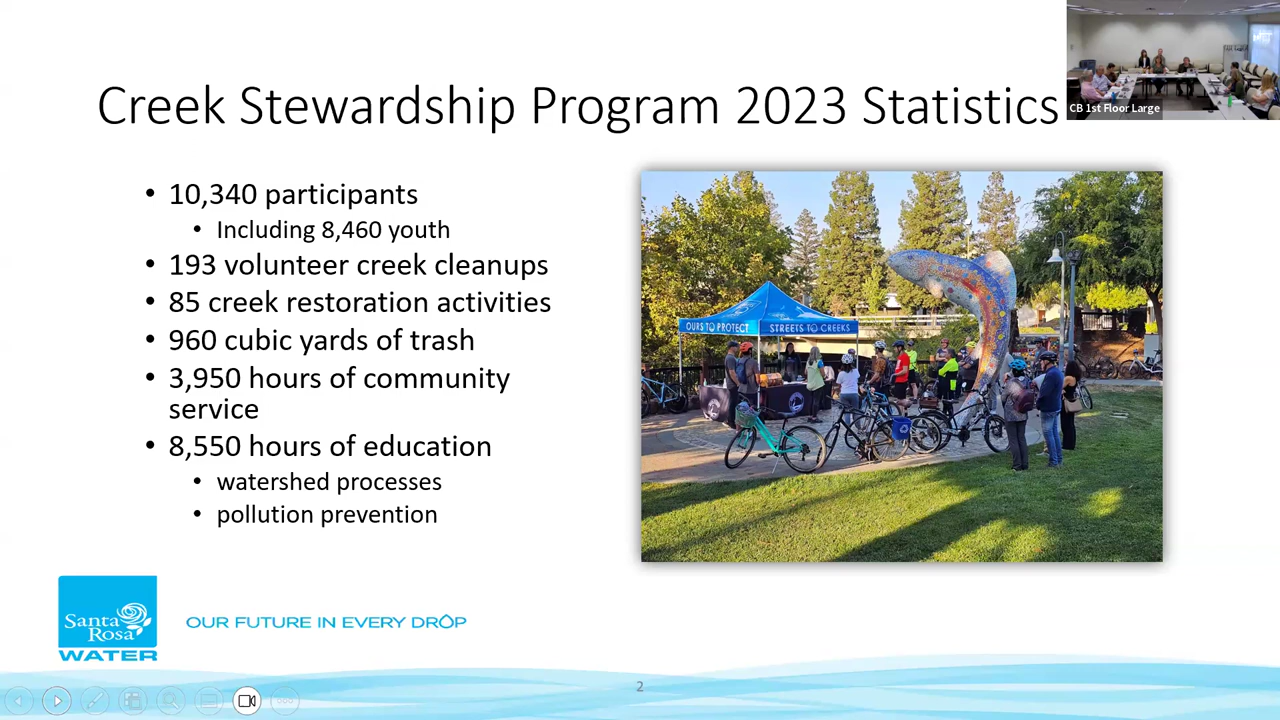 Creek Stewardship Program 2023 Statistics
CB 1st Floor Large
• 10,340 participants
• Including 8,460 youth
• 193 volunteer creek cleanups
• 85 creek restoration activities
• 960 cubic yards of trash
• 3,950 hours of community
service
• 8,550 hours of education
• watershed processes
• pollution prevention
OURS TO PROTECT
STREETS TO CREEKS
Santa
Rosa
WATER
OUR FUTURE IN EVERY DROP
2